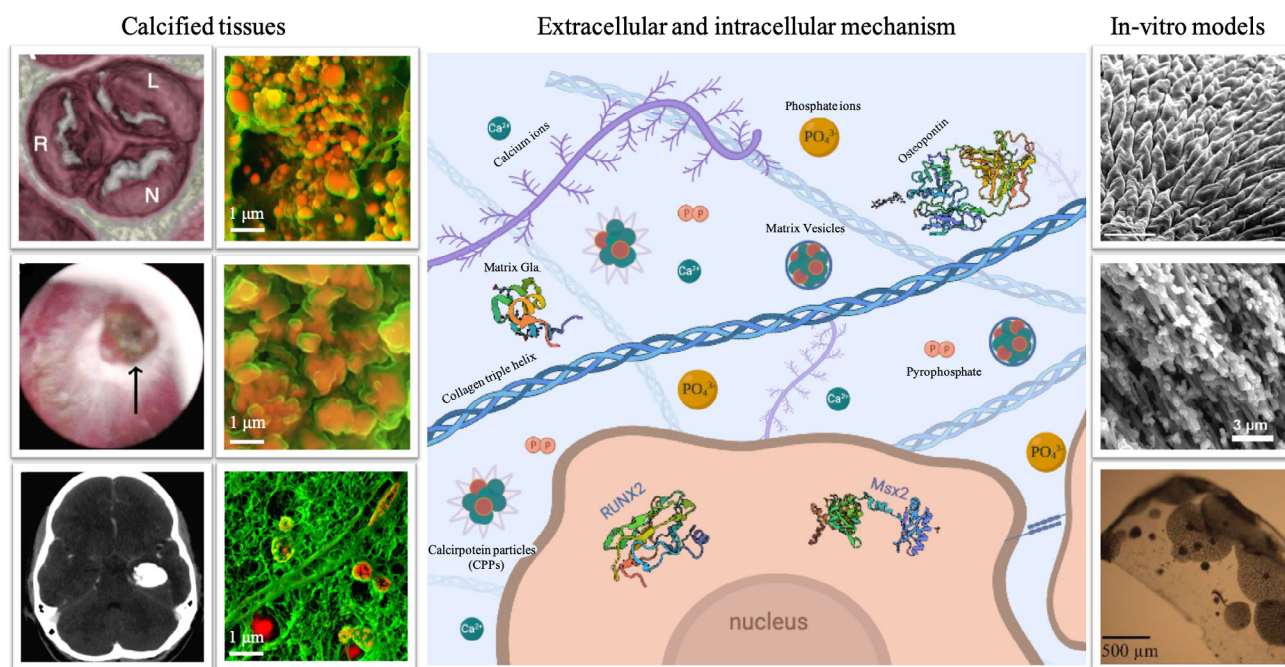 Calcified tissues
Extracellular and intracellular mechanism
In-vitro models
L
R
N
1 μm
1 μm
1 μm
Ca²⁺
Calcium ions
Phosphate ions
PO₄³⁻
Osteopontin
P P
Matrix Vesicles
Ca²⁺
Matrix Gla.
Collagen triple helix
P P
Pyrophosphate
PO₄³⁻
Ca²⁺
P P
PO₄³⁻
RUNX2
Msx2
Calcirpotein particles
(CPPs)
Ca²⁺
nucleus
3 μm
500 μm